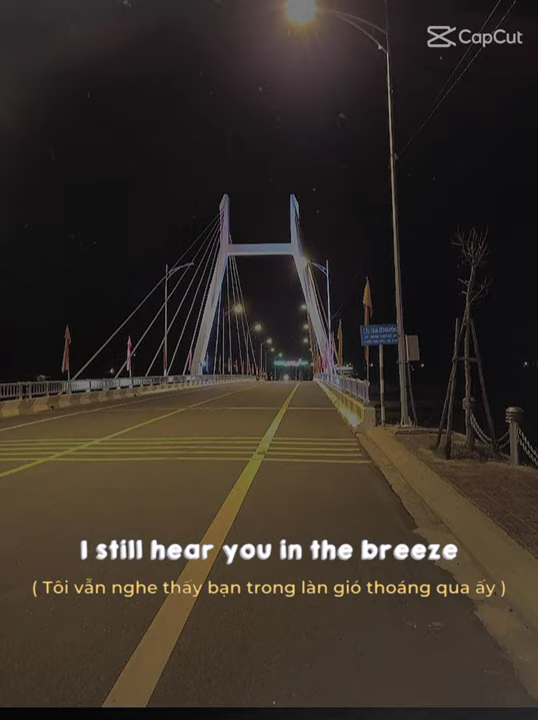 CapCut
I still hear you in the breeze
( Tôi vẫn nghe thấy bạn trong làn gió thoáng qua ấy )